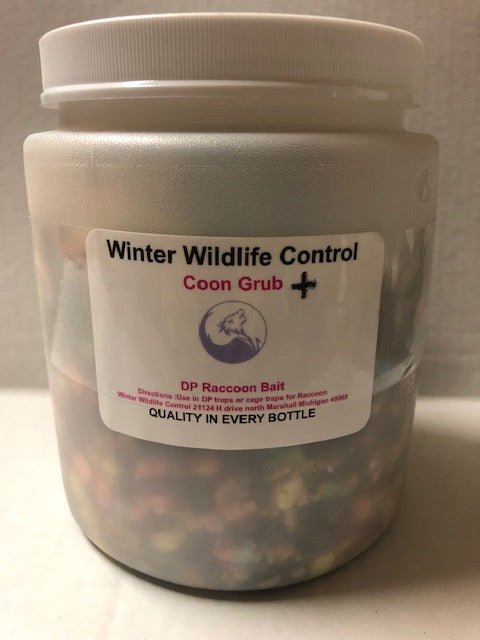 Winter Wildlife Control
Coon Grub +
DP Raccoon Bait
Directions :Use in DP traps or cage traps for Raccoon
Winter Wildlife Control 21124 H drive north Marshall Michigan 49068
QUALITY IN EVERY BOTTLE